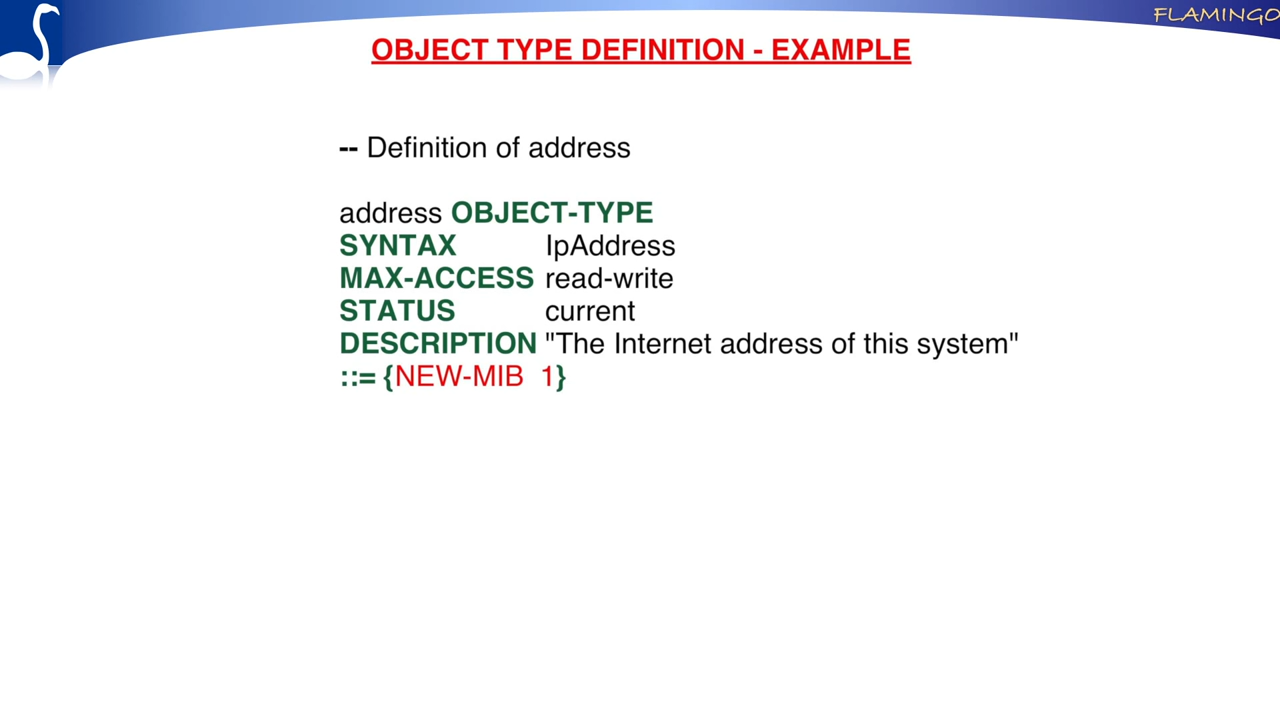 FLAMINGO
OBJECT TYPE DEFINITION - EXAMPLE
-- Definition of address
address OBJECT-TYPE
SYNTAX IpAddress
MAX-ACCESS read-write
STATUS current
DESCRIPTION "The Internet address of this system"
::= {NEW-MIB 1}